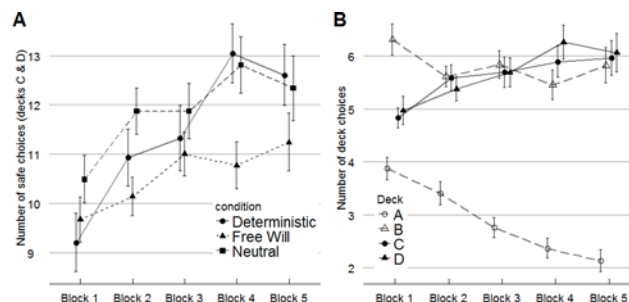 A
Number of safe choices (decks C & D)
13
12
11
10
9
condition
Deterministic
Free Will
Neutral
Block 1 Block 2 Block 3 Block 4 Block 5
B
Number of deck choices
6
5
4
3
2
Deck
A
B
C
D
Block 1 Block 2 Block 3 Block 4 Block 5